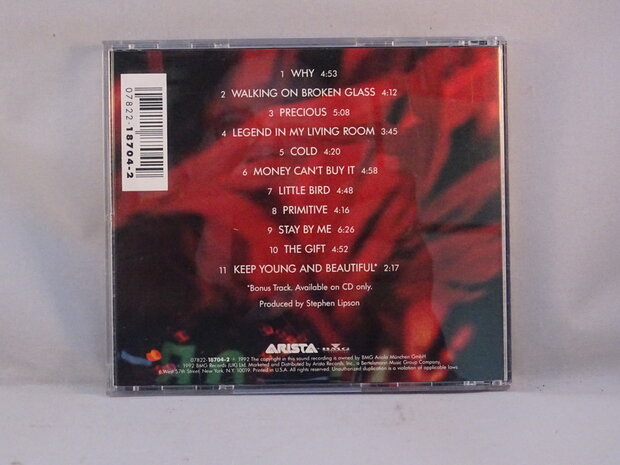 1 WHY 4:53
2 WALKING ON BROKEN GLASS 4:12
3 PRECIOUS 5:08
4 LEGEND IN MY LIVING ROOM 3:45
5 COLD 4:20
6 MONEY CAN'T BUY IT 4:58
7 LITTLE BIRD 4:48
8 PRIMITIVE 4:16
9 STAY BY ME 6:26
10 THE GIFT 4:52
11 KEEP YOUNG AND BEAUTIFUL* 2:17
*Bonus Track. Available on CD only.
Produced by Stephen Lipson
07822-18704-2
ARISTA BMG
07822-18704-2 • 1992 The copyright in this sound recording is owned by BMG Ariola München GmbH.
1992 BMG Records (UK) Ltd. Marketed and Distributed by Arista Records, Inc., a Bertelsmann Music Group Company,
6 West 57th Street, New York, N.Y. 10019. Printed in U.S.A. All rights reserved. Unauthorized duplication is a violation of applicable laws